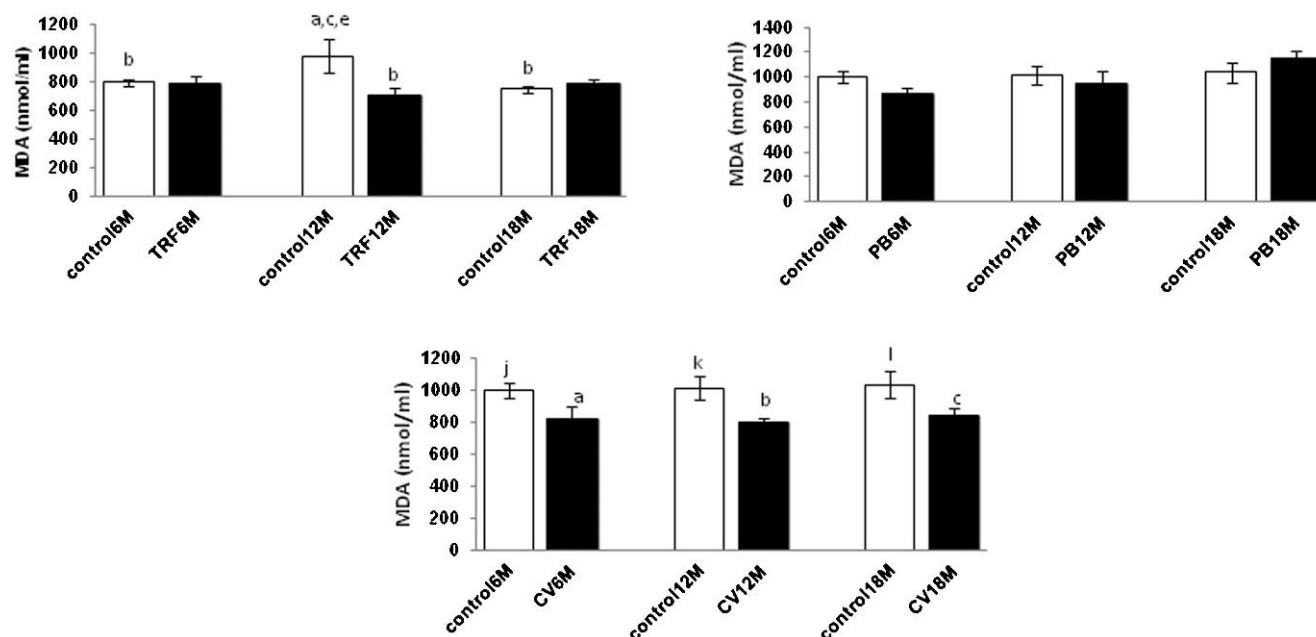 MDA (nmol/ml)
1200
1000
800
600
400
200
0
b
a,c,e
b
b
control6M
TRF6M
control12M
TRF12M
control18M
TRF18M
MDA (nmol/ml)
1400
1200
1000
800
600
400
200
0
control6M
PB6M
control12M
PB12M
control18M
PB18M
MDA (nmol/ml)
1200
1000
800
600
400
200
0
j
a
k
b
l
c
control6M
CV6M
control12M
CV12M
control18M
CV18M